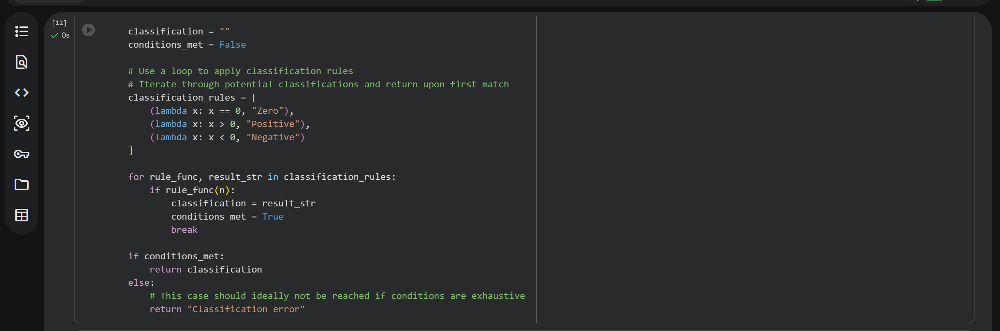 [12]
0s
classification = ""
conditions_met = False
# Use a loop to apply classification rules
# Iterate through potential classifications and return upon first match
classification_rules = [
(lambda x: x == 0, "Zero"),
(lambda x: x > 0, "Positive"),
(lambda x: x < 0, "Negative")
]
for rule_func, result_str in classification_rules:
if rule_func(n):
classification = result_str
conditions_met = True
break
if conditions_met:
return classification
else:
# This case should ideally not be reached if conditions are exhaustive
return "Classification error"